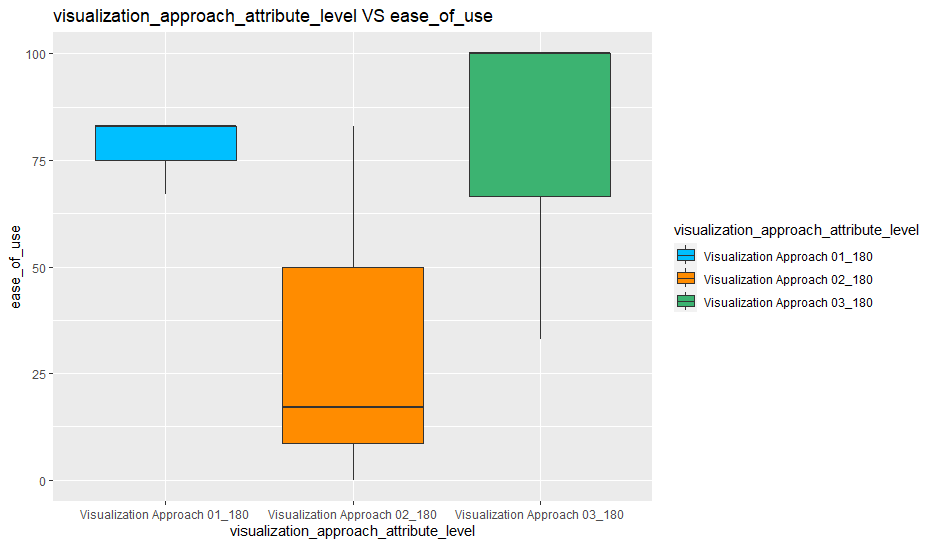 visualization_approach_attribute_level VS ease_of_use
100
75
50
25
0
ease_of_use
Visualization Approach 01_180
Visualization Approach 02_180
Visualization Approach 03_180
visualization_approach_attribute_level
visualization_approach_attribute_level
Visualization Approach 01_180
Visualization Approach 02_180
Visualization Approach 03_180